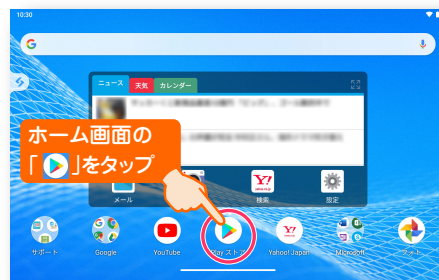 10:30
ニュース 天気 カレンダー
ホーム画面の
「 」をタップ
メール
検索
設定
サポート
Google
YouTube
Play ストア
Yahoo! Japan
Microsoft
フォト